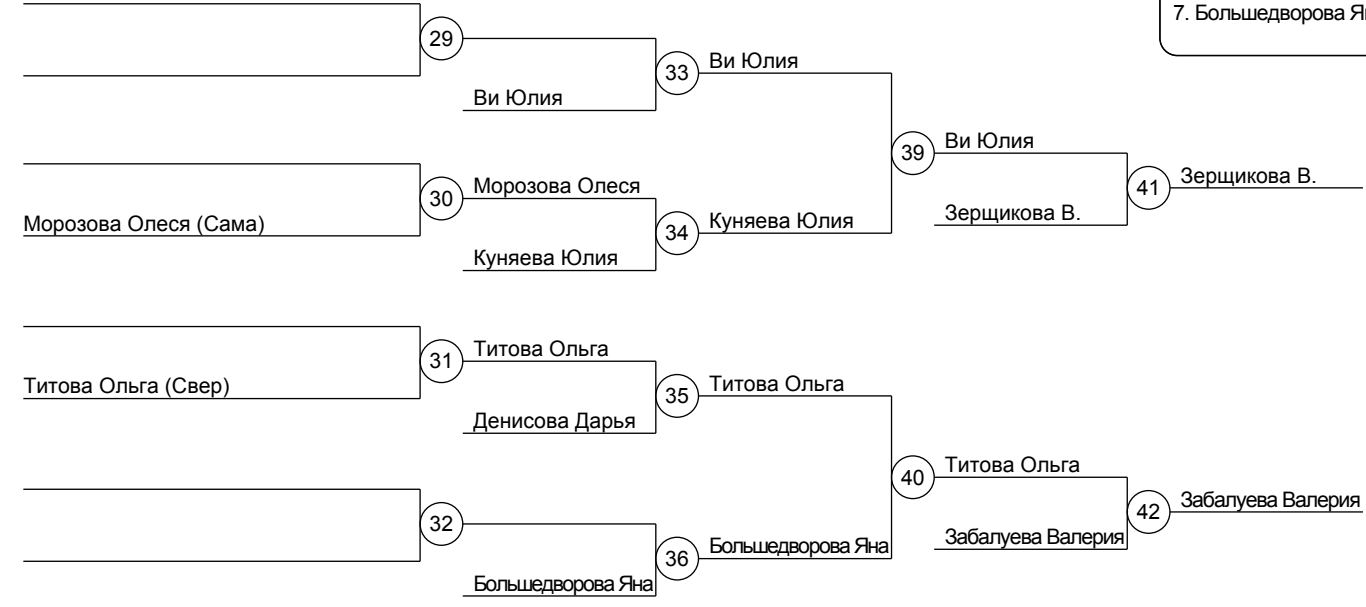 7. Большедворова Я
29
Ви Юлия
33
Ви Юлия
39
Ви Юлия
41
Зерщикова В.
Зерщикова В.
30
Морозова Олеся
Морозова Олеся (Сама)
34
Куняева Юлия
Куняева Юлия
31
Титова Ольга
Титова Ольга (Свер)
35
Титова Ольга
Денисова Дарья
40
Титова Ольга
42
Забалуева Валерия
Забалуева Валерия
32
36
Большедворова Яна
Большедворова Яна